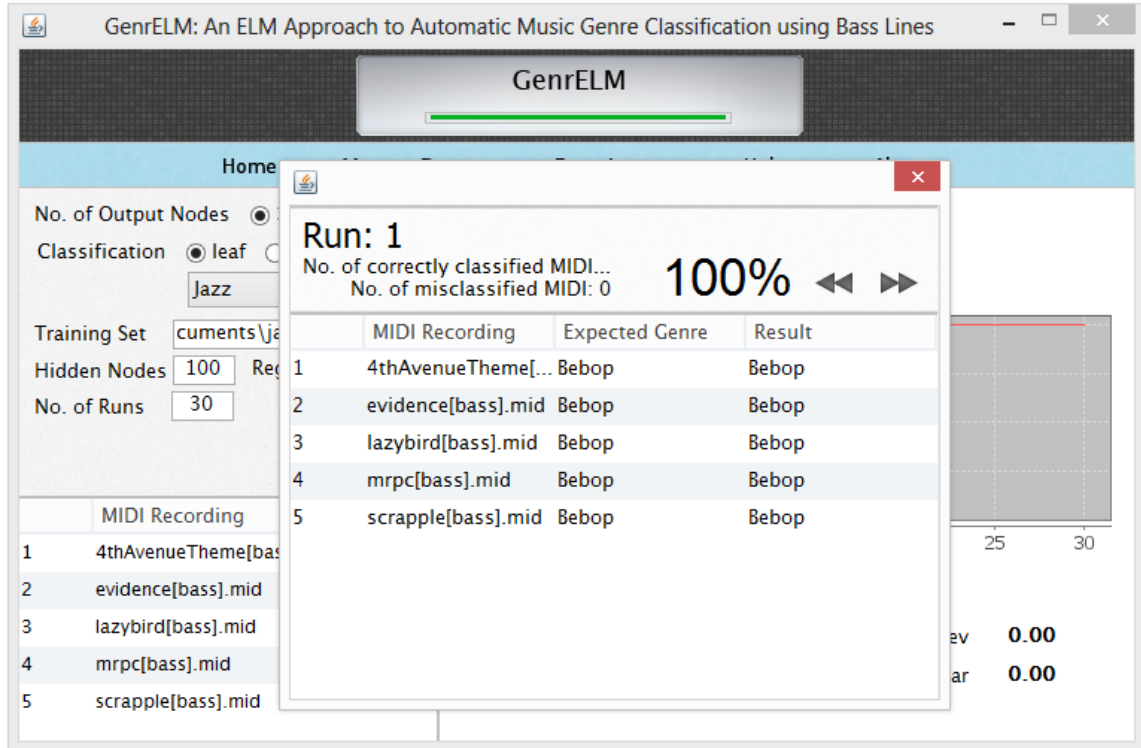 GenrELM: An ELM Approach to Automatic Music Genre Classification using Bass Lines
GenrELM
Home
No. of Output Nodes
Classification leaf
Jazz
Training Set cuments\ja
Hidden Nodes 100 Reg
No. of Runs 30
MIDI Recording
1 4thAvenueTheme[bas
2 evidence[bass].mid
3 lazybird[bass].mid
4 mrpc[bass].mid
5 scrapple[bass].mid
Run: 1
No. of correctly classified MIDI...
No. of misclassified MIDI: 0
100%
MIDI Recording Expected Genre Result
1 4thAvenueTheme[... Bebop Bebop
2 evidence[bass].mid Bebop Bebop
3 lazybird[bass].mid Bebop Bebop
4 mrpc[bass].mid Bebop Bebop
5 scrapple[bass].mid Bebop Bebop
25 30
ev 0.00
ar 0.00